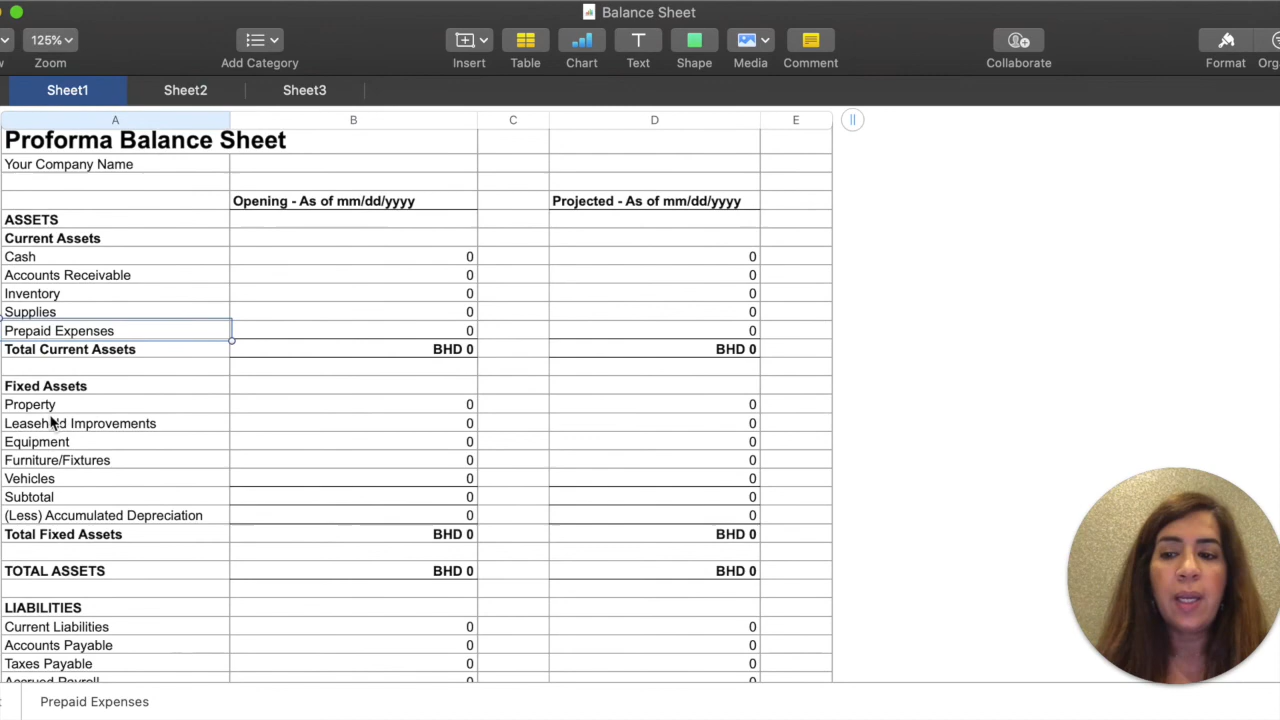 Balance Sheet
125%
Zoom
Add Category
Insert
Table
Chart
Text
Shape
Media
Comment
Collaborate
Format
Sheet1 Sheet2 Sheet3
A B C D E
Proforma Balance Sheet
Your Company Name
Opening - As of mm/dd/yyyy Projected - As of mm/dd/yyyy
ASSETS
Current Assets
Cash 0 0
Accounts Receivable 0 0
Inventory 0 0
Supplies 0 0
Prepaid Expenses 0 0
Total Current Assets BHD 0 BHD 0
Fixed Assets
Property 0 0
Leasehold Improvements 0 0
Equipment 0 0
Furniture/Fixtures 0 0
Vehicles 0 0
Subtotal 0 0
(Less) Accumulated Depreciation 0 0
Total Fixed Assets BHD 0 BHD 0
TOTAL ASSETS BHD 0 BHD 0
LIABILITIES
Current Liabilities 0 0
Accounts Payable 0 0
Taxes Payable 0 0
Accrued Payroll 0 0
Prepaid Expenses